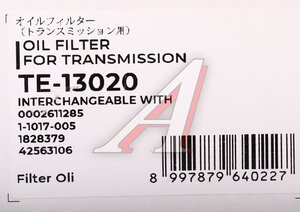 オイルフィルター
(トランスミッション用)
OIL FILTER
FOR TRANSMISSION
TE-13020
INTERCHANGEABLE WITH
0002611285
1-1017-005
1828379
42563106
Filter Oli
8 997879 640227